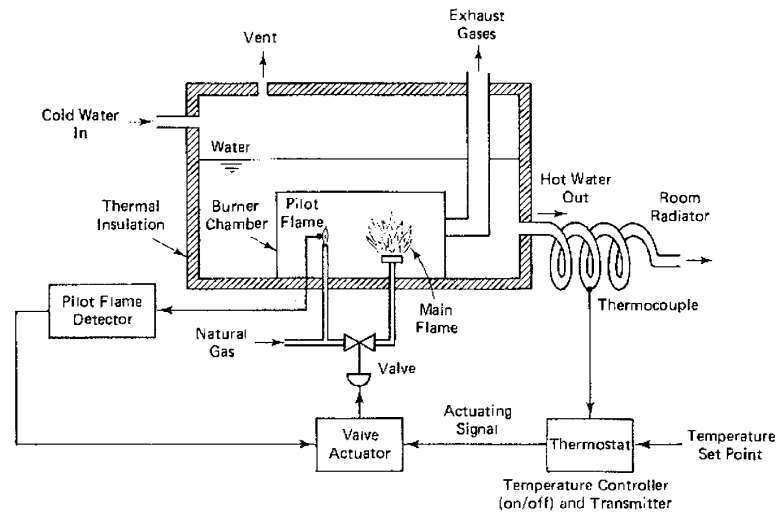 Exhaust
Gases
Vent
Cold Water
In
Water
Hot Water
Out
Room
Radiator
Thermal
Insulation
Burner
Chamber
Pilot
Flame
Main
Flame
Thermocouple
Pilot Flame
Detector
Natural
Gas
Valve
Actuating
Signal
Valve
Actuator
Thermostat
Temperature
Set Point
Temperature Controller
(on/off) and Transmitter